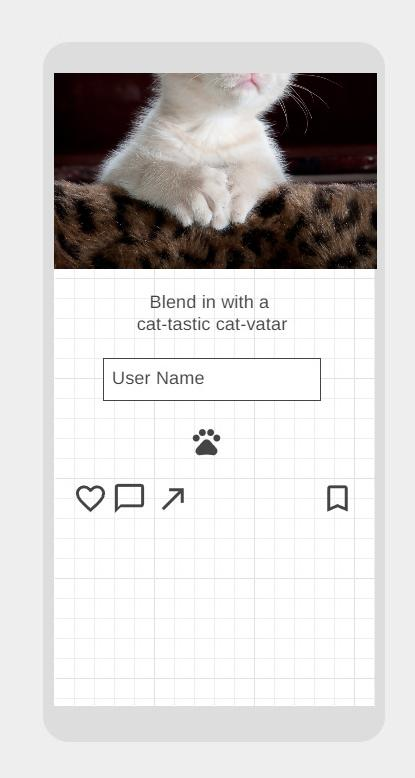 Blend in with a
cat-tastic cat-vatar
User Name